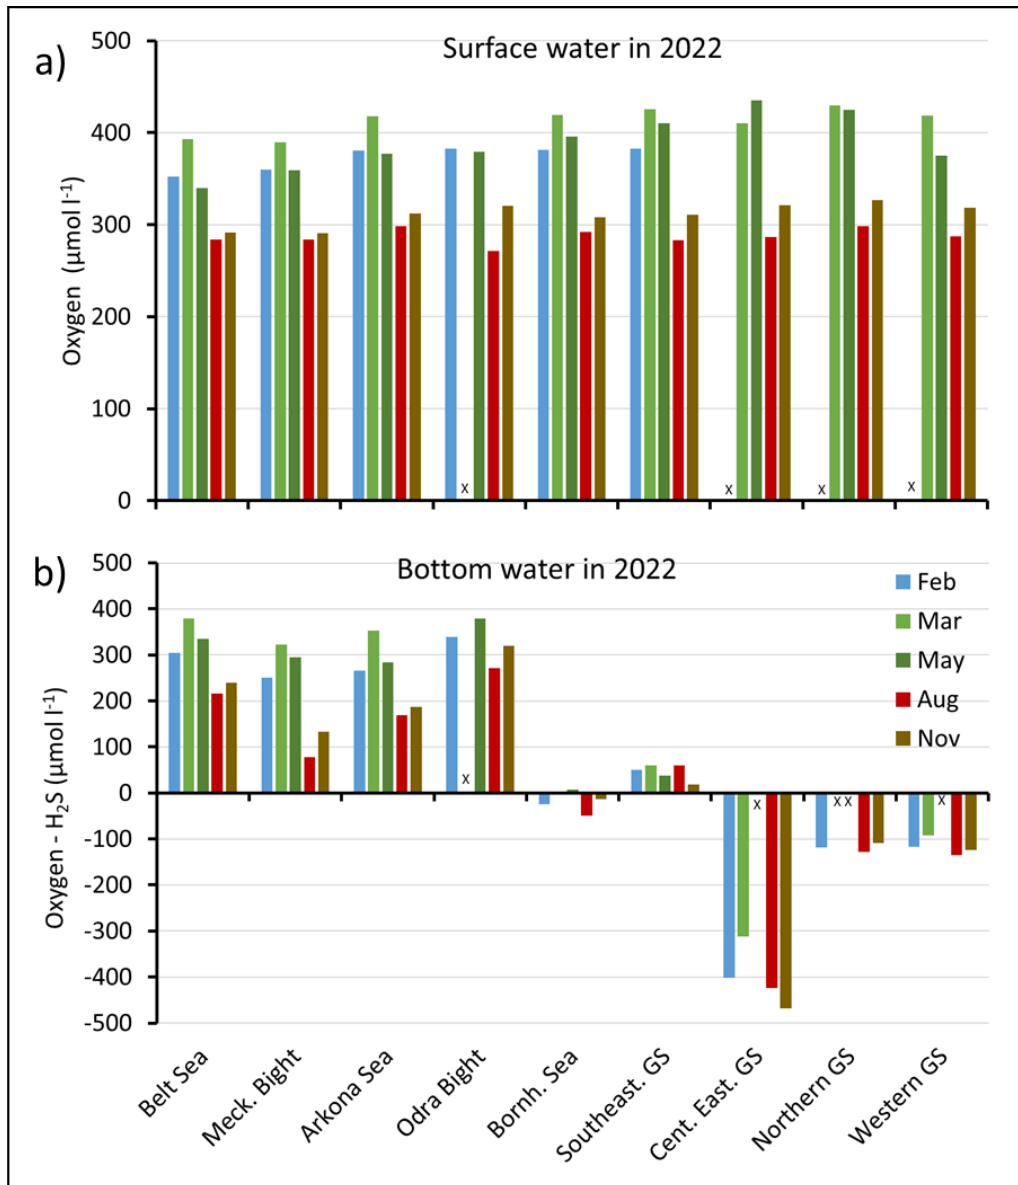 a)
Surface water in 2022
Oxygen (µmol l⁻¹)
500
400
300
200
100
0
x
x
x
x
b)
Bottom water in 2022
Oxygen - H₂S (µmol l⁻¹)
500
400
300
200
100
0
-100
-200
-300
-400
-500
Feb
Mar
May
Aug
Nov
x
x
x x
x
Belt Sea
Meck. Bight
Arkona Sea
Odra Bight
Bornh. Sea
Southeast. GS
Cent. East. GS
Northern GS
Western GS